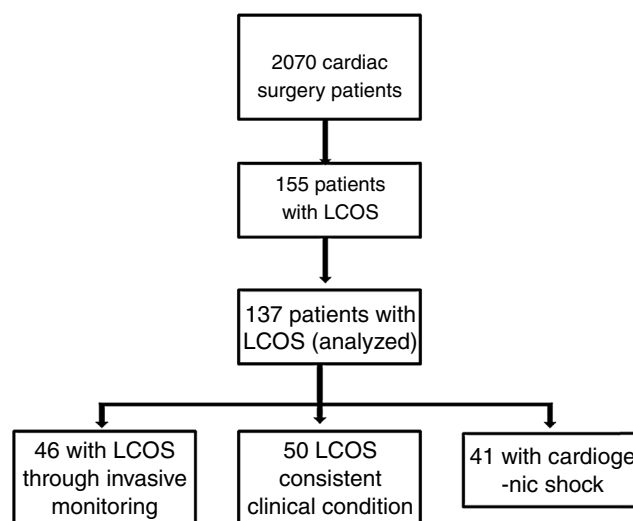 2070 cardiac
surgery patients
155 patients
with LCOS
137 patients with
LCOS (analyzed)
46 with LCOS
through invasive
monitoring
50 LCOS
consistent
clinical condition
41 with cardioge
-nic shock